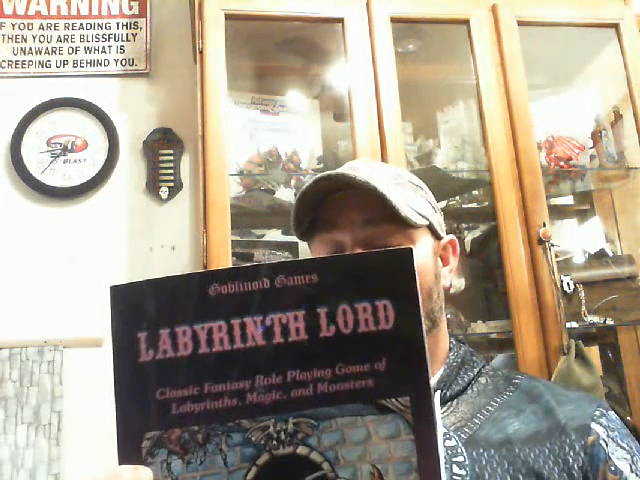 WARNING
IF YOU ARE READING THIS,
THEN YOU ARE BLISSFULLY
UNAWARE OF WHAT IS
CREEPING UP BEHIND YOU.
BLAST
Goblinoid Games
LABYRINTH LORD
Classic Fantasy Role Playing Game of
Labyrinths, Magic, and Monsters